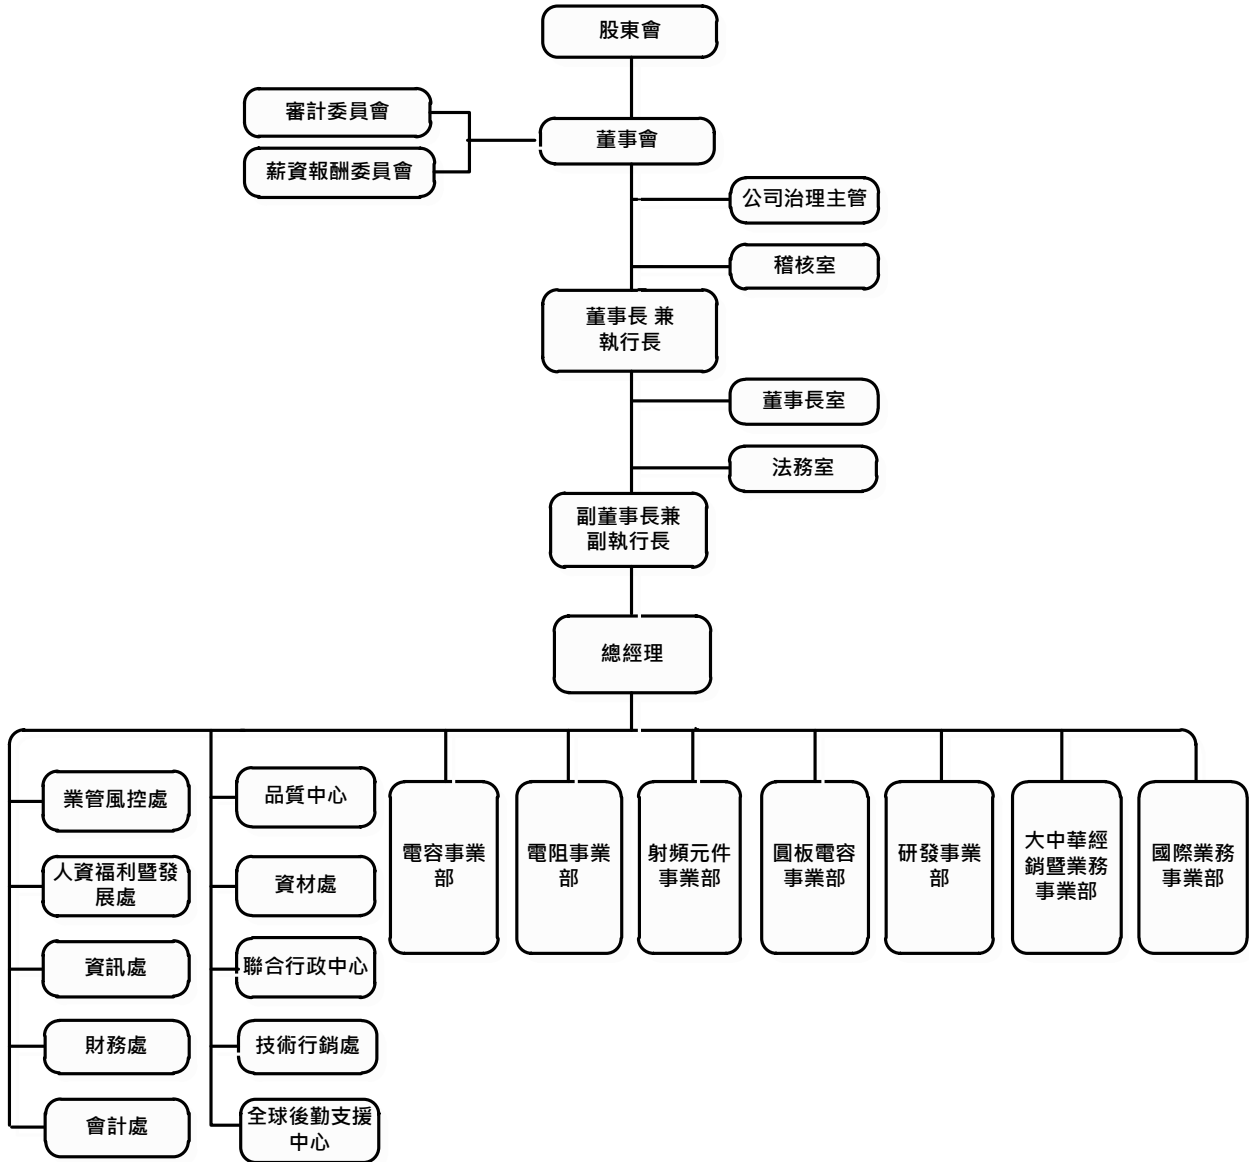 股東會
審計委員會
董事會
薪資報酬委員會
公司治理主管
稽核室
董事長 兼
執行長
董事長室
法務室
副董事長兼
副執行長
總經理
業管風控處
人資福利暨發
展處
資訊處
財務處
會計處
品質中心
資材處
聯合行政中心
技術行銷處
全球後勤支援
中心
電容事業
部
電阻事業
部
射頻元件
事業部
圓板電容
事業部
研發事業
部
大中華經
銷暨業務
事業部
國際業務
事業部